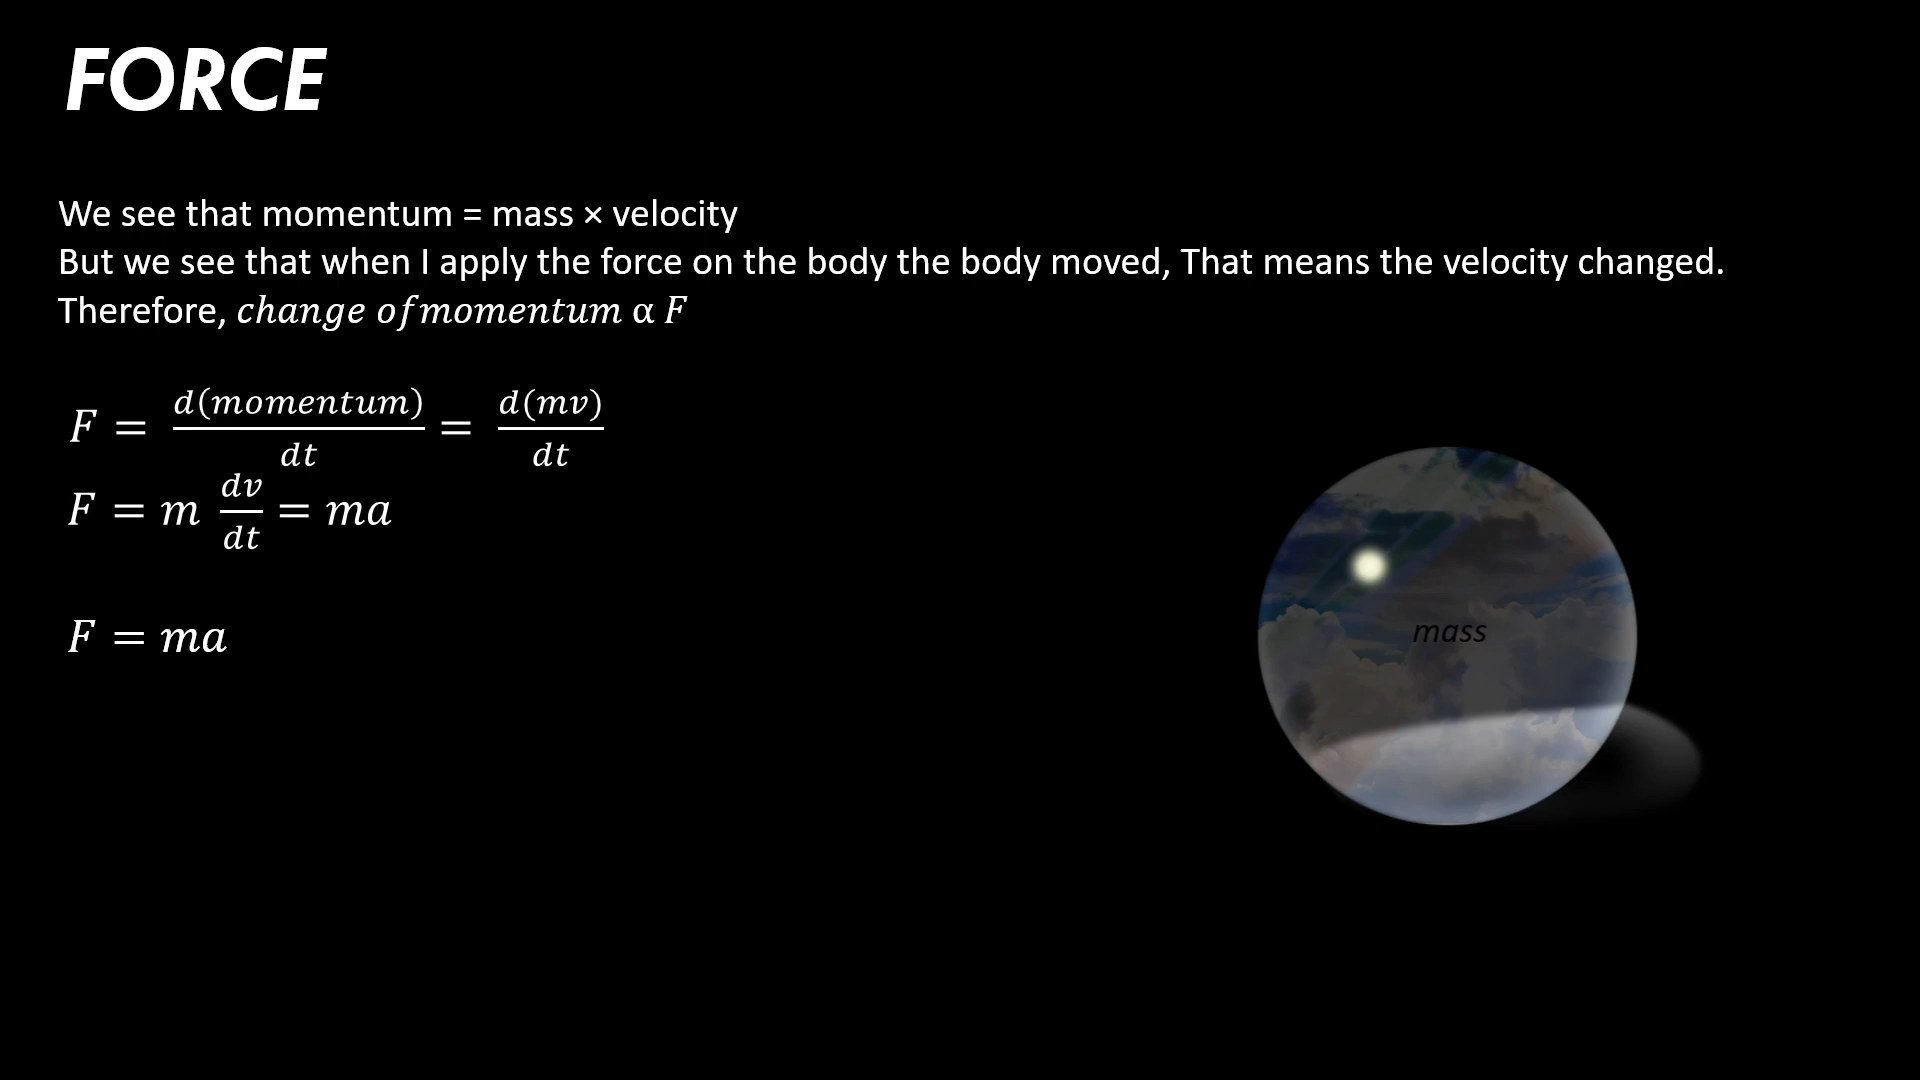 FORCE
We see that momentum = mass × velocity
But we see that when I apply the force on the body the body moved, That means the velocity changed.
Therefore, change of momentum α F
F = d(momentum)/dt = d(mv)/dt
F = m dv/dt = ma
F = ma
mass